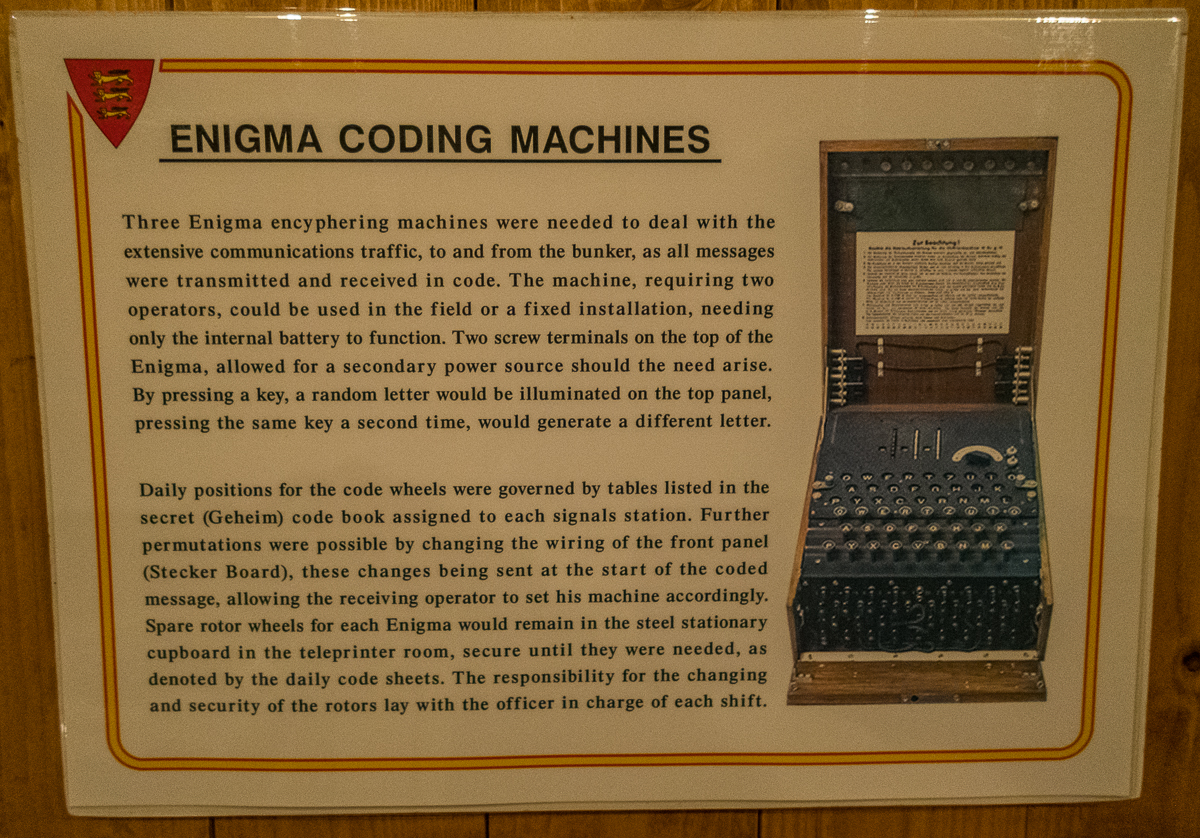 ENIGMA CODING MACHINES
Three Enigma encyphering machines were needed to deal with the
extensive communications traffic, to and from the bunker, as all messages
were transmitted and received in code. The machine, requiring two
operators, could be used in the field or a fixed installation, needing
only the internal battery to function. Two screw terminals on the top of the
Enigma, allowed for a secondary power source should the need arise.
By pressing a key, a random letter would be illuminated on the top panel,
pressing the same key a second time, would generate a different letter.
Daily positions for the code wheels were governed by tables listed in the
secret (Geheim) code book assigned to each signals station. Further
permutations were possible by changing the wiring of the front panel
(Stecker Board), these changes being sent at the start of the coded
message, allowing the receiving operator to set his machine accordingly.
Spare rotor wheels for each Enigma would remain in the steel stationary
cupboard in the teleprinter room, secure until they were needed, as
denoted by the daily code sheets. The responsibility for the changing
and security of the rotors lay with the officer in charge of each shift.
Zur Beachtung!